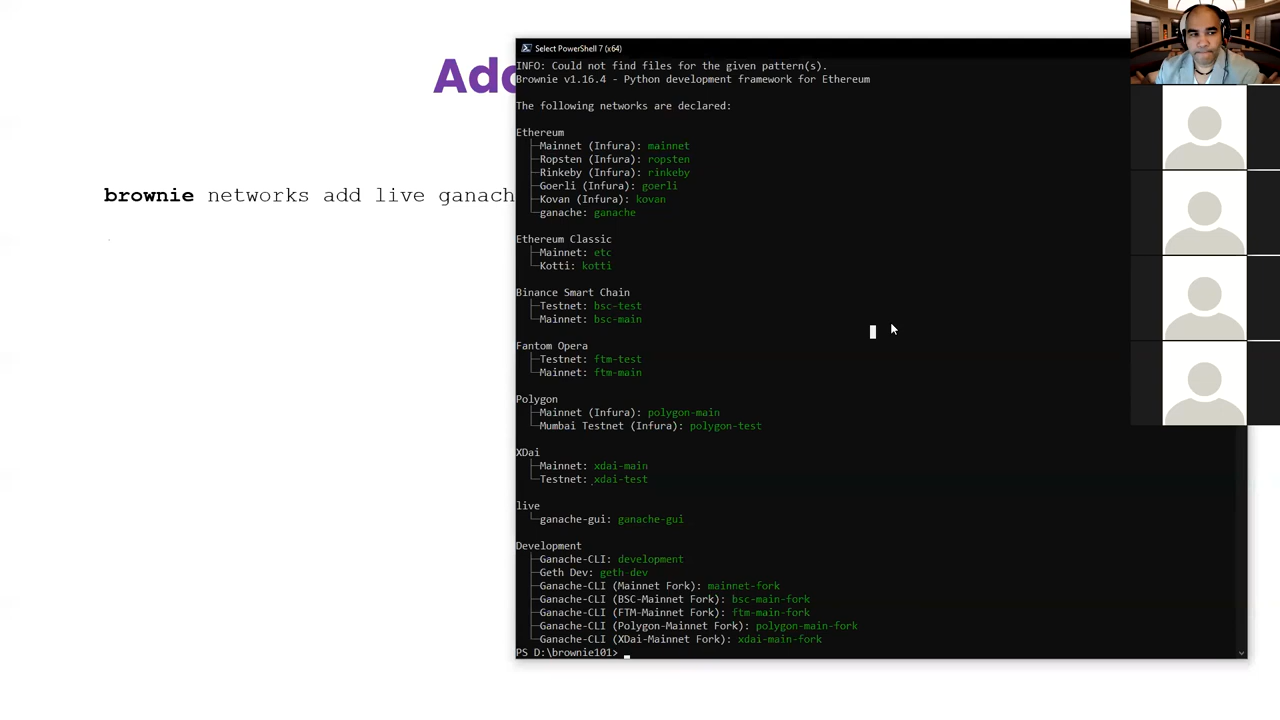 Add
brownie networks add live ganach
Select PowerShell 7 (x64)
INFO: Could not find files for the given pattern(s).
Brownie v1.16.4 - Python development framework for Ethereum
The following networks are declared:
Ethereum
├─Mainnet (Infura): mainnet
├─Ropsten (Infura): ropsten
├─Rinkeby (Infura): rinkeby
├─Goerli (Infura): goerli
├─Kovan (Infura): kovan
└─ganache: ganache
Ethereum Classic
├─Mainnet: etc
└─Kotti: kotti
Binance Smart Chain
├─Testnet: bsc-test
└─Mainnet: bsc-main
Fantom Opera
├─Testnet: ftm-test
└─Mainnet: ftm-main
Polygon
├─Mainnet (Infura): polygon-main
└─Mumbai Testnet (Infura): polygon-test
XDai
├─Mainnet: xdai-main
└─Testnet: xdai-test
live
└─ganache-gui: ganache-gui
Development
├─Ganache-CLI: development
├─Geth Dev: geth-dev
├─Ganache-CLI (Mainnet Fork): mainnet-fork
├─Ganache-CLI (BSC-Mainnet Fork): bsc-main-fork
├─Ganache-CLI (FTM-Mainnet Fork): ftm-main-fork
├─Ganache-CLI (Polygon-Mainnet Fork): polygon-main-fork
└─Ganache-CLI (XDai-Mainnet Fork): xdai-main-fork
PS D:\brownie101>